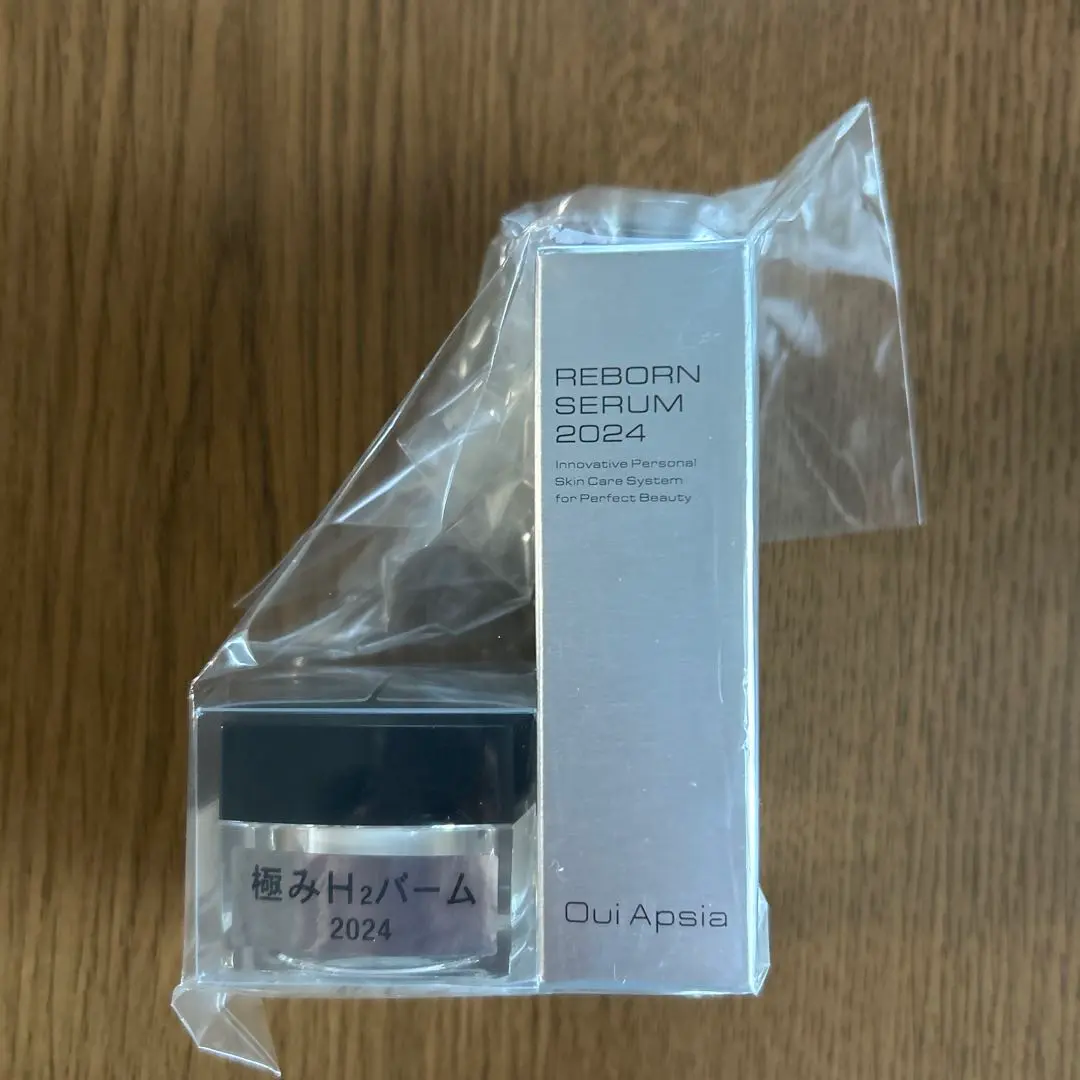 REBORN
SERUM
2024
Innovative Personal
Skin Care System
for Perfect Beauty
Oui Apsia
極みH₂バーム
2024